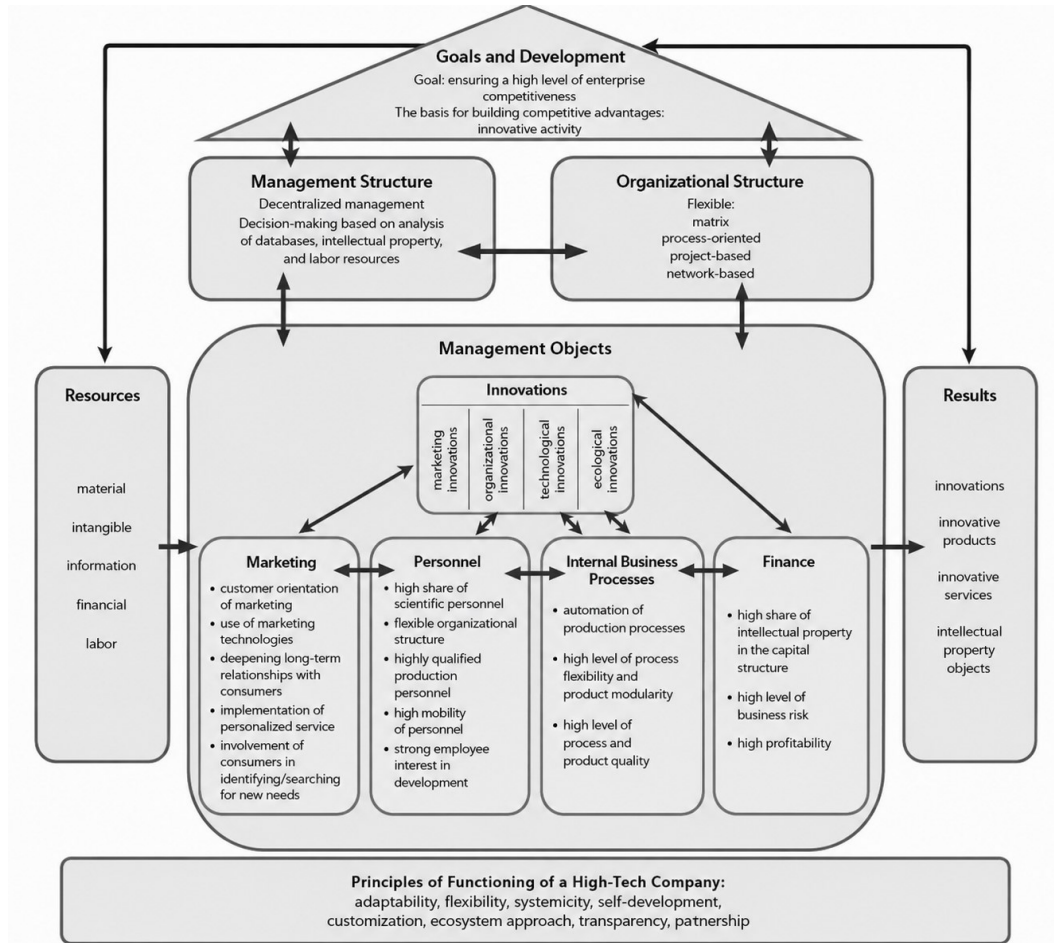 Goals and Development
Goal: ensuring a high level of enterprise
competitiveness
The basis for building competitive advantages:
innovative activity
Management Structure
Decentralized management
Decision-making based on analysis
of databases, intellectual property,
and labor resources
Organizational Structure
Flexible:
matrix
process-oriented
project-based
network-based
Resources
material
intangible
information
financial
labor
Management Objects
Innovations
marketing
innovations
organizational
innovations
technological
innovations
ecological
innovations
Marketing
• customer orientation
of marketing
• use of marketing
technologies
• deepening long-term
relationships with
consumers
• implementation of
personalized service
• involvement of
consumers in
identifying/searching
for new needs
Personnel
• high share of
scientific personnel
• flexible organizational
structure
• highly qualified
production
personnel
• high mobility
of personnel
• strong employee
interest in
development
Internal Business
Processes
• automation of
production processes
• high level of process
flexibility and
product modularity
• high level of
process and
product quality
Finance
• high share of
intellectual property
in the capital
structure
• high level of
business risk
• high profitability
Results
innovations
innovative
products
innovative
services
intellectual
property
objects
Principles of Functioning of a High-Tech Company:
adaptability, flexibility, systemicity, self-development,
customization, ecosystem approach, transparency, partnership